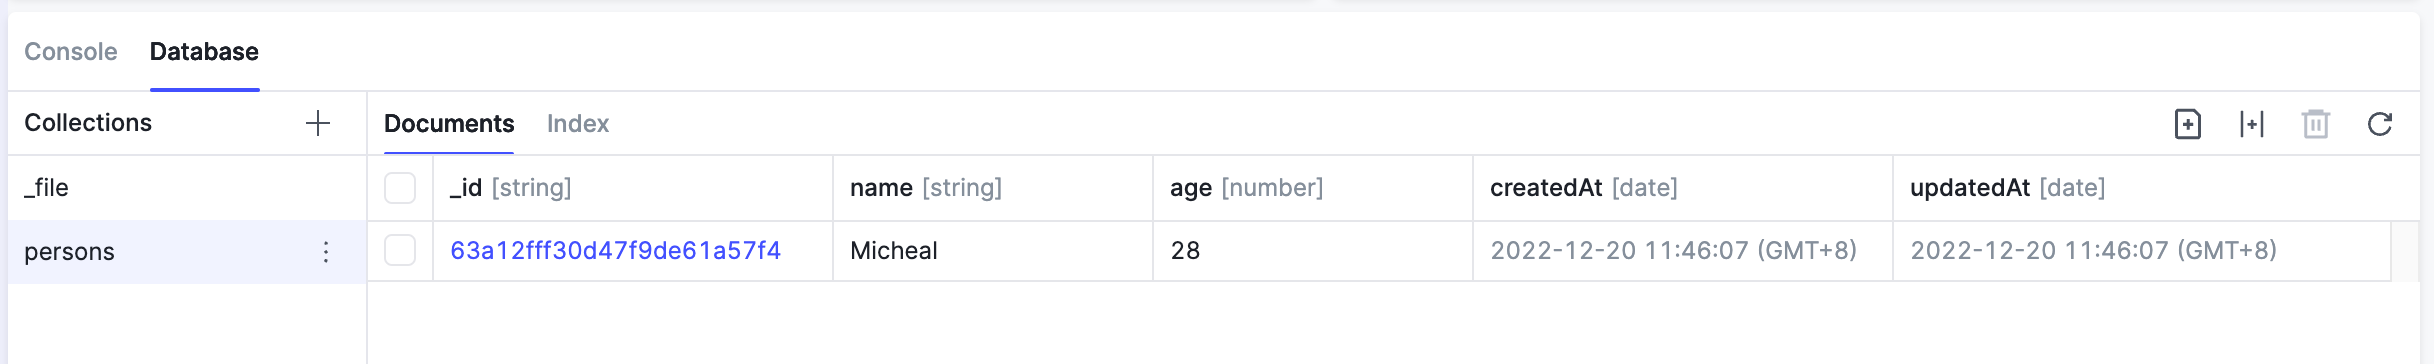 Console Database
Collections
Documents Index
_file
_id [string] name [string] age [number] createdAt [date] updatedAt [date]
persons
63a12fff30d47f9de61a57f4 Micheal 28 2022-12-20 11:46:07 (GMT+8) 2022-12-20 11:46:07 (GMT+8)